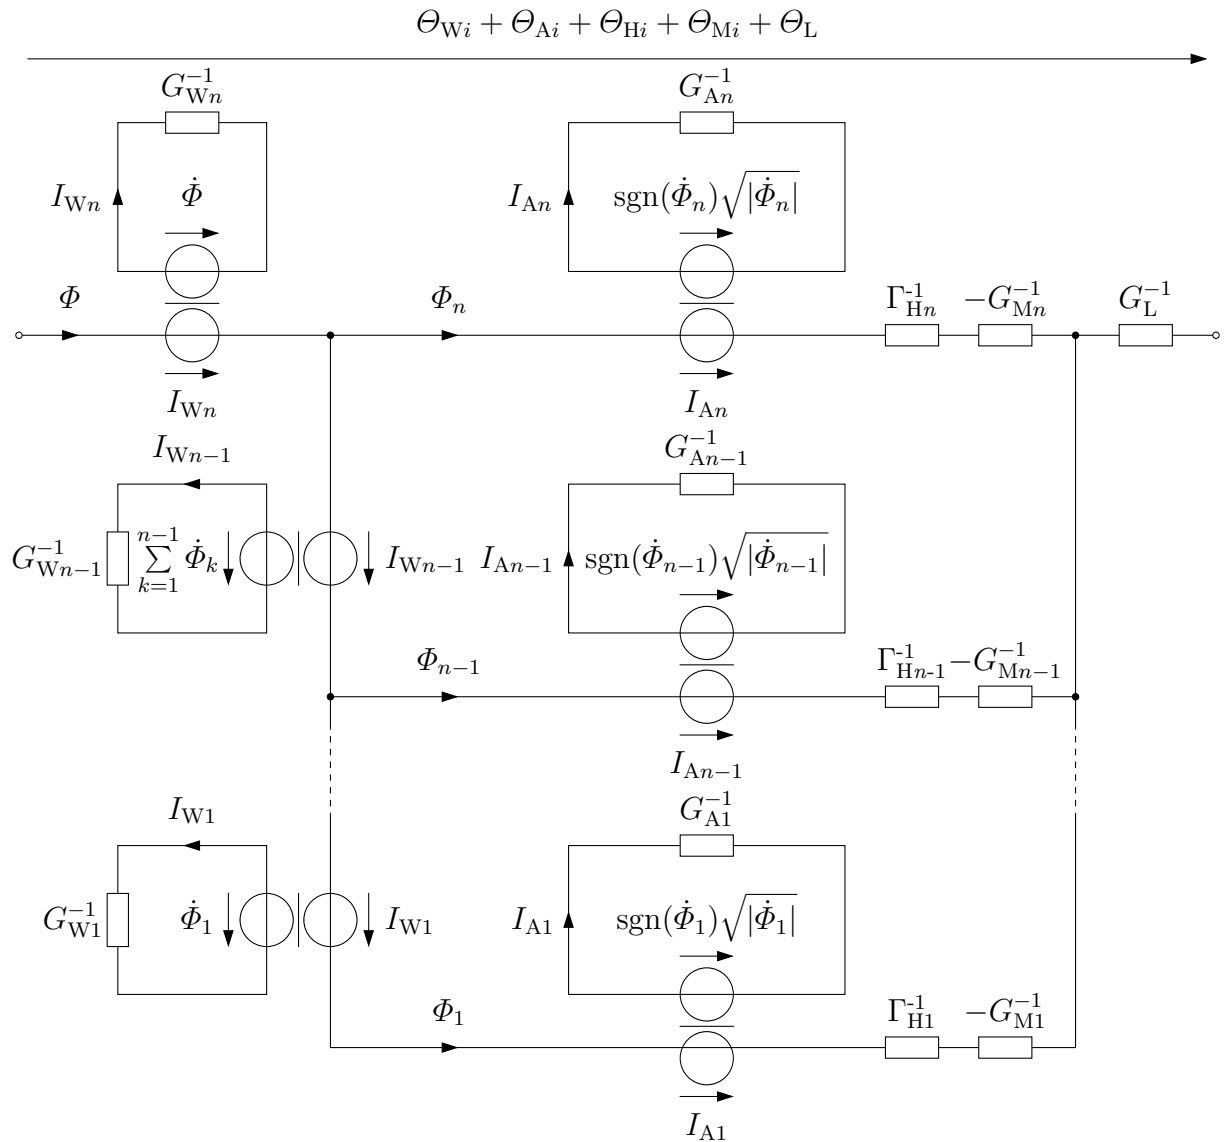 Θ_Wi + Θ_Ai + Θ_Hi + Θ_Mi + Θ_L
G_Wn^−1
G_An^−1
I_Wn
Φ̇
I_An
sgn(Φ̇_n)√|Φ̇_n|
Φ
Φ_n
Γ_Hn^-1
−G_Mn^−1
G_L^−1
I_Wn
I_An
I_Wn−1
G_An−1^−1
G_Wn−1^−1
∑_{k=1}^{n−1} Φ̇_k
I_Wn−1
I_An−1
sgn(Φ̇_n−1)√|Φ̇_n−1|
Φ_n−1
Γ_Hn-1^-1
−G_Mn−1^−1
I_An−1
I_W1
G_A1^−1
G_W1^−1
Φ̇_1
I_W1
I_A1
sgn(Φ̇_1)√|Φ̇_1|
Φ_1
Γ_H1^-1
−G_M1^−1
I_A1